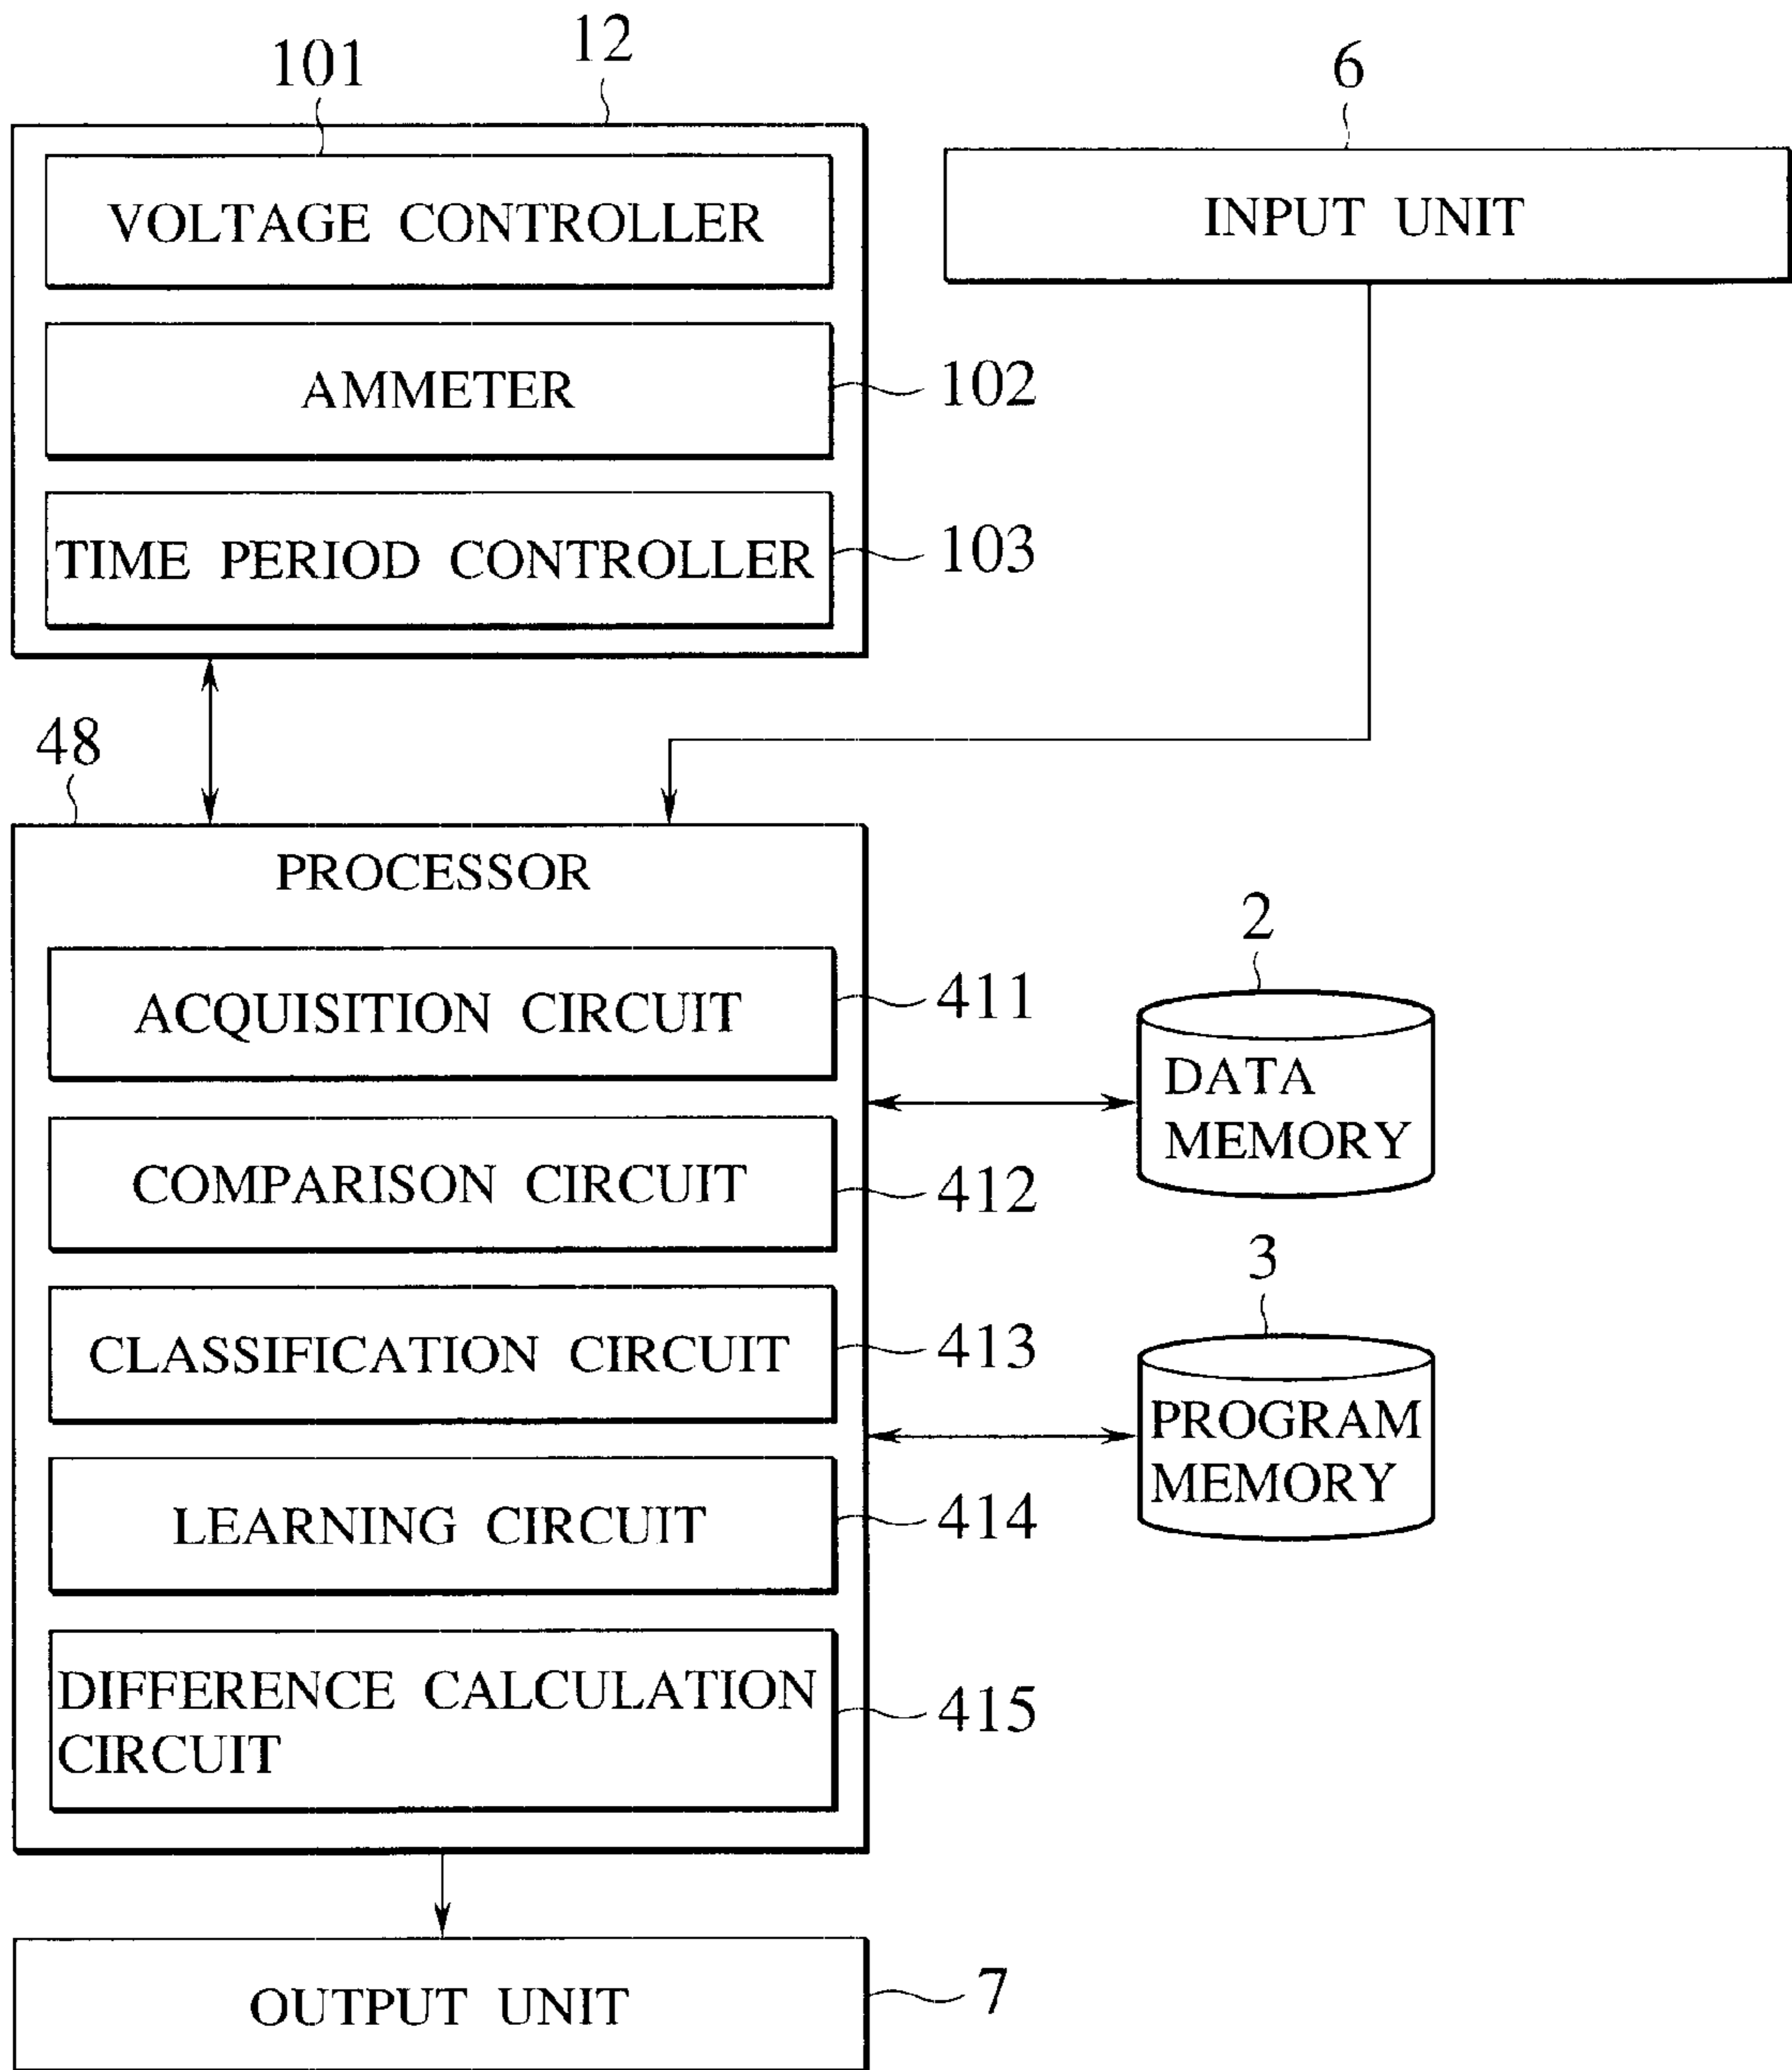 101
12
6
VOLTAGE CONTROLLER
INPUT UNIT
AMMETER
102
TIME PERIOD CONTROLLER
103
48
PROCESSOR
ACQUISITION CIRCUIT
411
2
DATA
MEMORY
COMPARISON CIRCUIT
412
3
CLASSIFICATION CIRCUIT
413
PROGRAM
MEMORY
LEARNING CIRCUIT
414
DIFFERENCE CALCULATION
CIRCUIT
415
OUTPUT UNIT
7